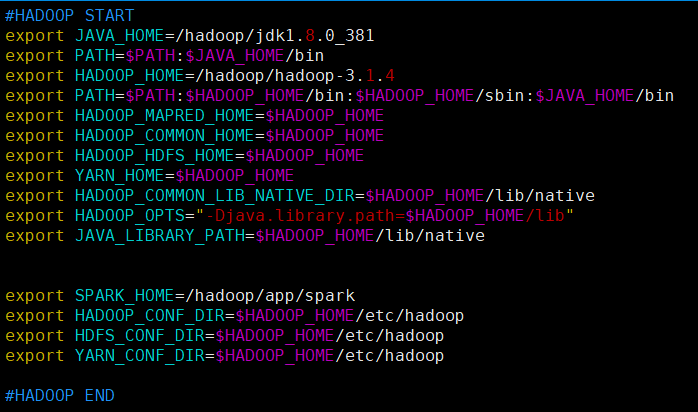 #HADOOP START
export JAVA_HOME=/hadoop/jdk1.8.0_381
export PATH=$PATH:$JAVA_HOME/bin
export HADOOP_HOME=/hadoop/hadoop-3.1.4
export PATH=$PATH:$HADOOP_HOME/bin:$HADOOP_HOME/sbin:$JAVA_HOME/bin
export HADOOP_MAPRED_HOME=$HADOOP_HOME
export HADOOP_COMMON_HOME=$HADOOP_HOME
export HADOOP_HDFS_HOME=$HADOOP_HOME
export YARN_HOME=$HADOOP_HOME
export HADOOP_COMMON_LIB_NATIVE_DIR=$HADOOP_HOME/lib/native
export HADOOP_OPTS="-Djava.library.path=$HADOOP_HOME/lib"
export JAVA_LIBRARY_PATH=$HADOOP_HOME/lib/native
export SPARK_HOME=/hadoop/app/spark
export HADOOP_CONF_DIR=$HADOOP_HOME/etc/hadoop
export HDFS_CONF_DIR=$HADOOP_HOME/etc/hadoop
export YARN_CONF_DIR=$HADOOP_HOME/etc/hadoop
#HADOOP END